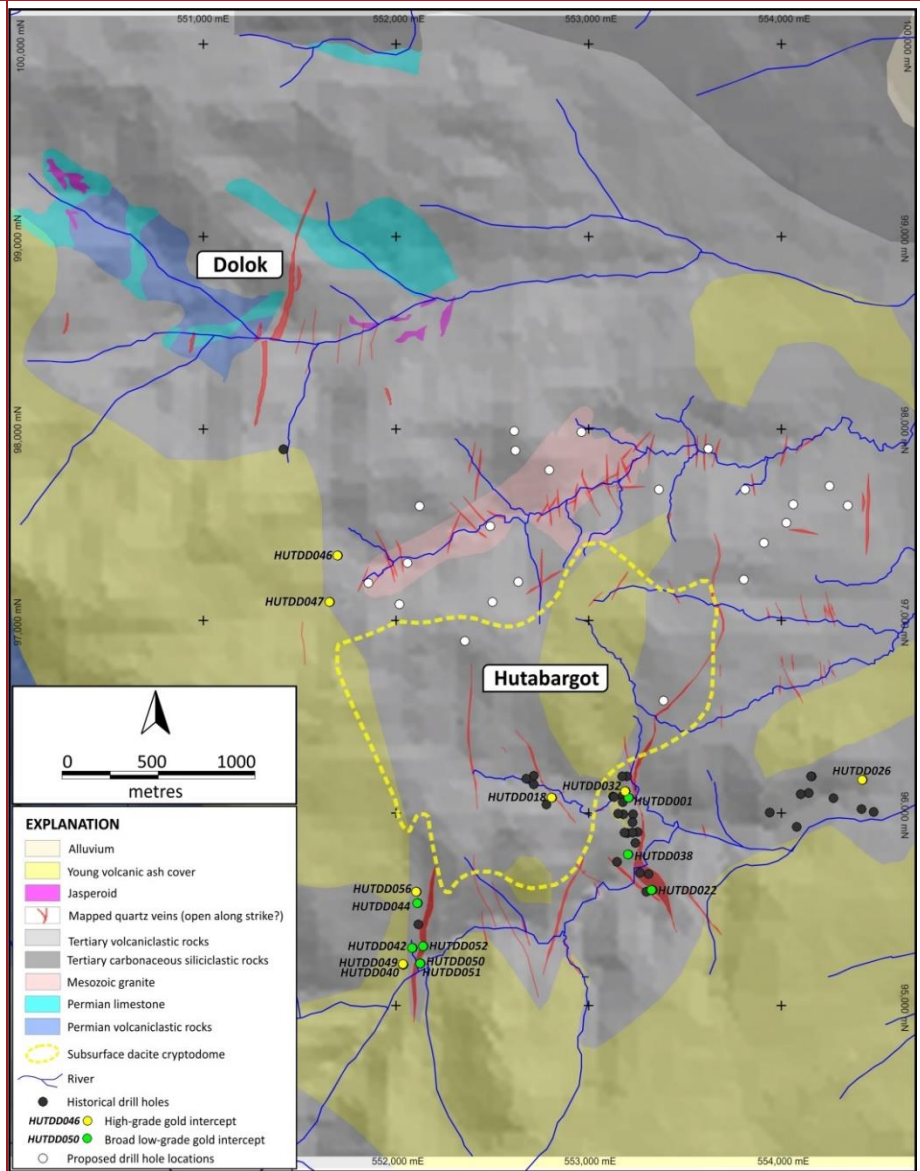 551,000 mE
552,000 mE
553,000 mE
554,000 mE
100,000 mN
100,000 mN
99,000 mN
99,000 mN
Dolok
98,000 mN
98,000 mN
HUTDD046
HUTDD047
97,000 mN
97,000 mN
Hutabargot
HUTDD026
HUTDD032
HUTDD018
HUTDD001
96,000 mN
HUTDD038
HUTDD056
HUTDD022
HUTDD044
HUTDD042
HUTDD052
HUTDD049
HUTDD050
HUTDD040
HUTDD051
95,000 mN
0 500 1000
metres
EXPLANATION
Alluvium
Young volcanic ash cover
Jasperoid
Mapped quartz veins (open along strike?)
Tertiary volcaniclastic rocks
Tertiary carbonaceous siliciclastic rocks
Mesozoic granite
Permian limestone
Permian volcaniclastic rocks
Subsurface dacite cryptodome
River
Historical drill holes
HUTDD046 High-grade gold intercept
HUTDD050 Broad low-grade gold intercept
Proposed drill hole locations
552,000 mE
553,000 mE
554,000 mE